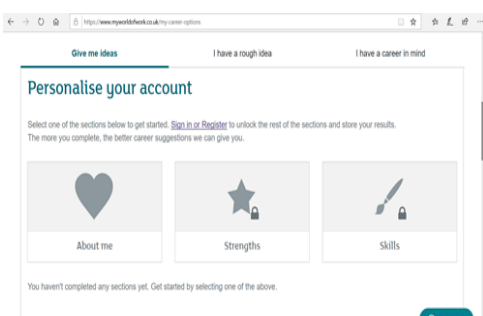 https://www.myworldofwork.co.uk/my-career-options
Give me ideas I have a rough idea I have a career in mind
Personalise your account
Select one of the sections below to get started. Sign in or Register to unlock the rest of the sections and store your results.
The more you complete, the better career suggestions we can give you.
About me Strengths Skills
You haven't completed any sections yet. Get started by selecting one of the above.